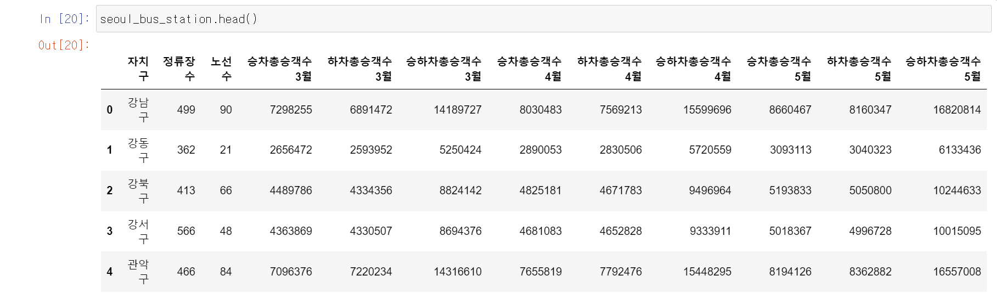 In [20]: seoul_bus_station.head()
Out[20]:
자치 정류장 노선 승차총승객수 하차총승객수 승하차총승객수 승차총승객수 하차총승객수 승하차총승객수 승차총승객수 하차총승객수 승하차총승객수
구 수 수 3월 3월 3월 4월 4월 4월 5월 5월 5월
0 강남구 499 90 7298255 6891472 14189727 8030483 7569213 15599696 8660467 8160347 16820814
1 강동구 362 21 2656472 2593952 5250424 2890053 2830506 5720559 3093113 3040323 6133436
2 강북구 413 66 4489786 4334356 8824142 4825181 4671783 9496964 5193833 5050800 10244633
3 강서구 566 48 4363869 4330507 8694376 4681083 4652828 9333911 5018367 4996728 10015095
4 관악구 466 84 7096376 7220234 14316610 7655819 7792476 15448295 8194126 8362882 16557008